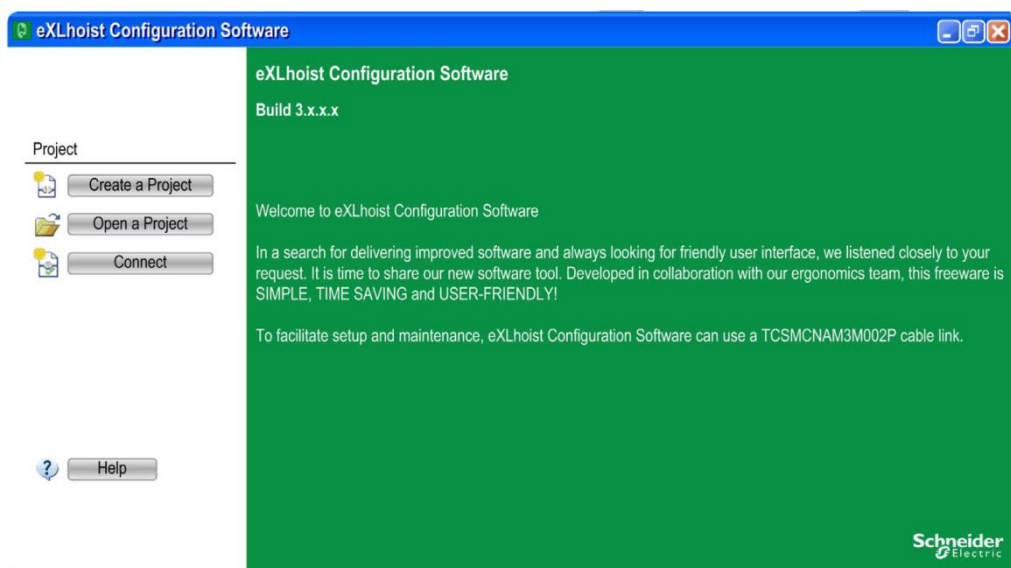 eXLhoist Configuration Software
eXLhoist Configuration Software
Build 3.x.x.x
Project
Create a Project
Open a Project
Connect
Welcome to eXLhoist Configuration Software
In a search for delivering improved software and always looking for friendly user interface, we listened closely to your
request. It is time to share our new software tool. Developed in collaboration with our ergonomics team, this freeware is
SIMPLE, TIME SAVING and USER-FRIENDLY!
To facilitate setup and maintenance, eXLhoist Configuration Software can use a TCSMCNAM3M002P cable link.
Help
Schneider
Electric